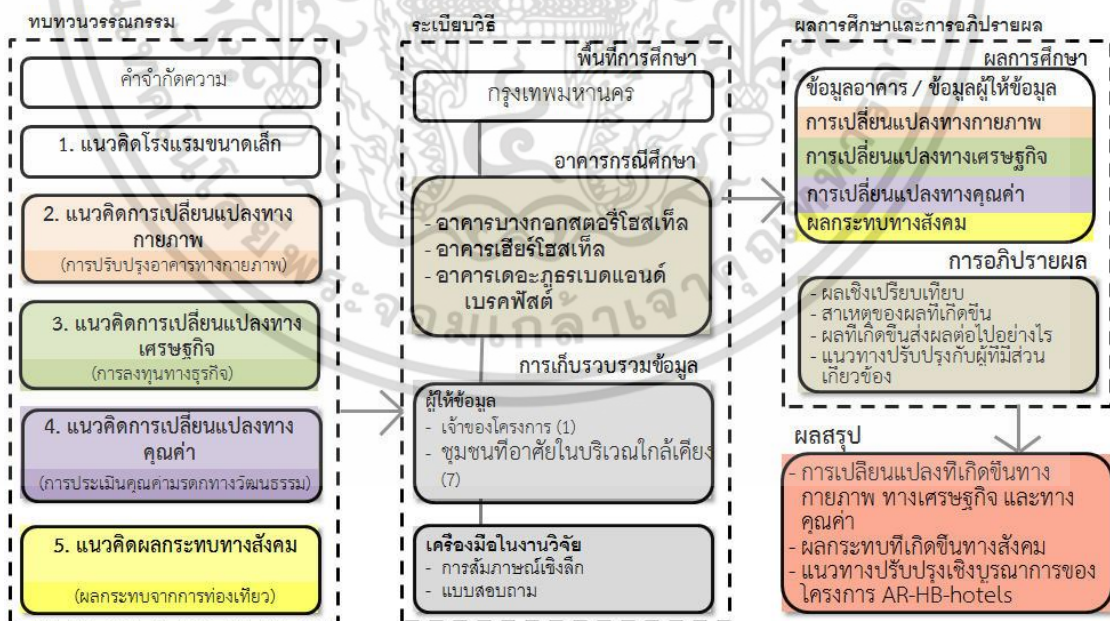 ทบทวนวรรณกรรม
คำจำกัดความ
1. แนวคิดโรงแรมขนาดเล็ก
2. แนวคิดการเปลี่ยนแปลงทาง
กายภาพ
(การปรับปรุงอาคารทางกายภาพ)
3. แนวคิดการเปลี่ยนแปลงทาง
เศรษฐกิจ
(การลงทุนทางธุรกิจ)
4. แนวคิดการเปลี่ยนแปลงทาง
คุณค่า
(การประเมินคุณค่ามรดกทางวัฒนธรรม)
5. แนวคิดผลกระทบทางสังคม
(ผลกระทบจากการท่องเที่ยว)
ระเบียบวิธี
พื้นที่การศึกษา
กรุงเทพมหานคร
อาคารกรณีศึกษา
- อาคารบางกอกสตอรี่โฮสเท็ล
- อาคารเฮียร์โฮสเท็ล
- อาคารเดอะภูธรเบดแอนด์
เบรคฟัสต์
การเก็บรวบรวมข้อมูล
ผู้ให้ข้อมูล
- เจ้าของโครงการ (1)
- ชุมชนที่อาศัยในบริเวณใกล้เคียง
(7)
เครื่องมือในงานวิจัย
- การสัมภาษณ์เชิงลึก
- แบบสอบถาม
ผลการศึกษาและการอภิปรายผล
ผลการศึกษา
ข้อมูลอาคาร / ข้อมูลผู้ให้ข้อมูล
การเปลี่ยนแปลงทางกายภาพ
การเปลี่ยนแปลงทางเศรษฐกิจ
การเปลี่ยนแปลงทางคุณค่า
ผลกระทบทางสังคม
การอภิปรายผล
- ผลเชิงเปรียบเทียบ
- สาเหตุของผลที่เกิดขึ้น
- ผลที่เกิดขึ้นส่งผลต่อไปอย่างไร
- แนวทางปรับปรุงกับผู้ที่มีส่วน
เกี่ยวข้อง
ผลสรุป
- การเปลี่ยนแปลงที่เกิดขึ้นทาง
กายภาพ ทางเศรษฐกิจ และทาง
คุณค่า
- ผลกระทบที่เกิดขึ้นทางสังคม
- แนวทางปรับปรุงเชิงบูรณาการของ
โครงการ AR-HB-hotels